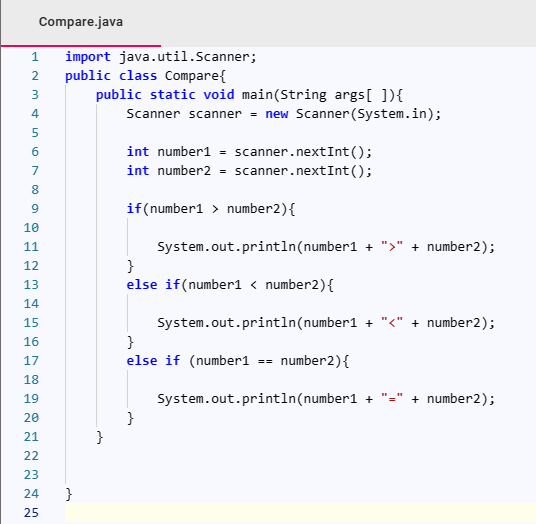 Compare.java
1 import java.util.Scanner;
2 public class Compare{
3 public static void main(String args[ ]){
4 Scanner scanner = new Scanner(System.in);
5
6 int number1 = scanner.nextInt();
7 int number2 = scanner.nextInt();
8
9 if(number1 > number2){
10
11 System.out.println(number1 + ">" + number2);
12 }
13 else if(number1 < number2){
14
15 System.out.println(number1 + "<" + number2);
16 }
17 else if (number1 == number2){
18
19 System.out.println(number1 + "=" + number2);
20 }
21 }
22
23
24 }
25